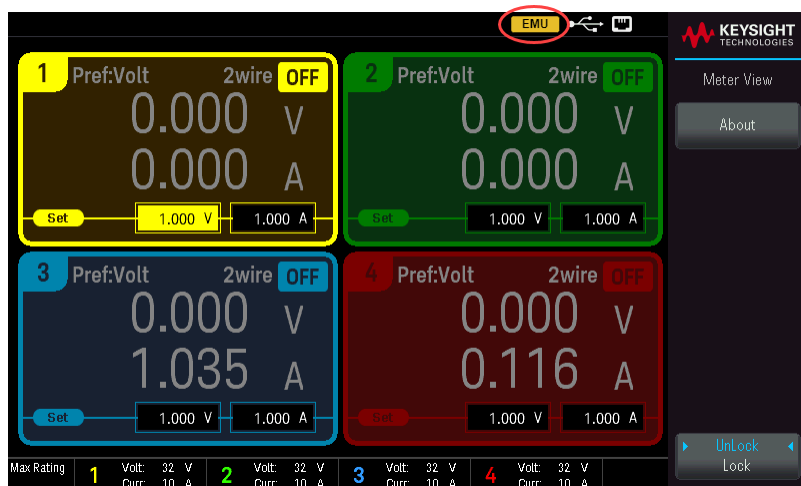 EMU
KEYSIGHT
TECHNOLOGIES
Meter View
About
1 Pref:Volt 2wire OFF
0.000 V
0.000 A
Set 1.000 V 1.000 A
2 Pref:Volt 2wire OFF
0.000 V
0.000 A
Set 1.000 V 1.000 A
3 Pref:Volt 2wire OFF
0.000 V
1.035 A
Set 1.000 V 1.000 A
4 Pref:Volt 2wire OFF
0.000 V
0.116 A
Set 1.000 V 1.000 A
UnLock
Lock
Max Rating 1 Volt: 32 V 2 Volt: 32 V 3 Volt: 32 V 4 Volt: 32 V
Curr: 10 A Curr: 10 A Curr: 10 A Curr: 10 A